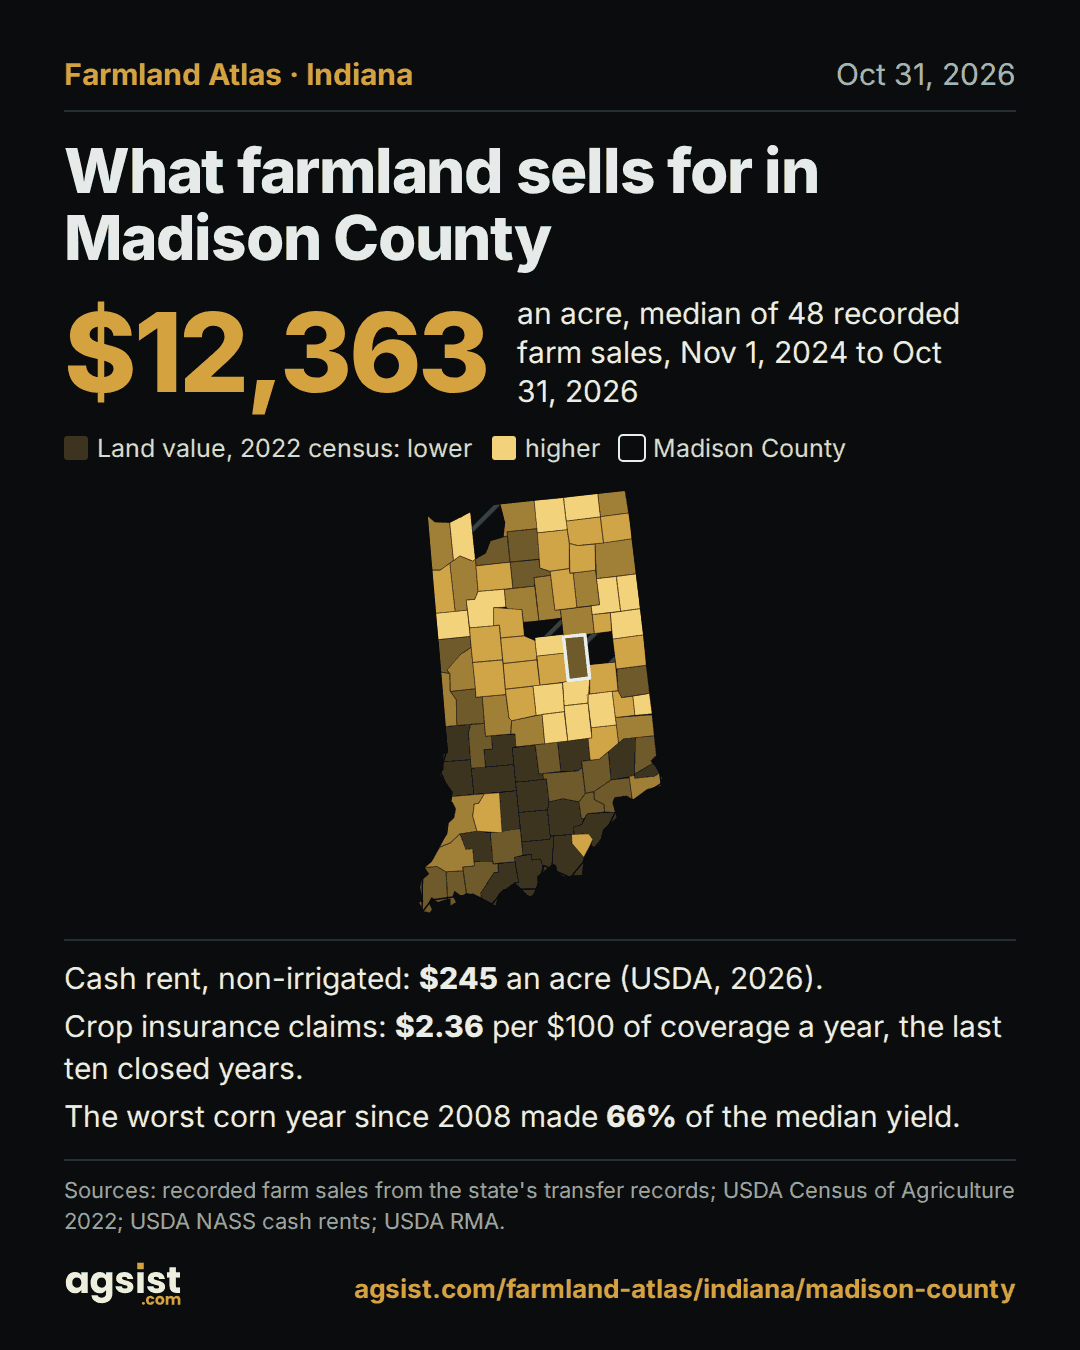 Farmland Atlas · Indiana
Oct 31, 2026
What farmland sells for in
Madison County
$12,363
an acre, median of 48 recorded
farm sales, Nov 1, 2024 to Oct
31, 2026
Land value, 2022 census: lower
higher
Madison County
Cash rent, non-irrigated: $245 an acre (USDA, 2026).
Crop insurance claims: $2.36 per $100 of coverage a year, the last
ten closed years.
The worst corn year since 2008 made 66% of the median yield.
Sources: recorded farm sales from the state's transfer records; USDA Census of Agriculture
2022; USDA NASS cash rents; USDA RMA.
agsist
.com
agsist.com/farmland-atlas/indiana/madison-county